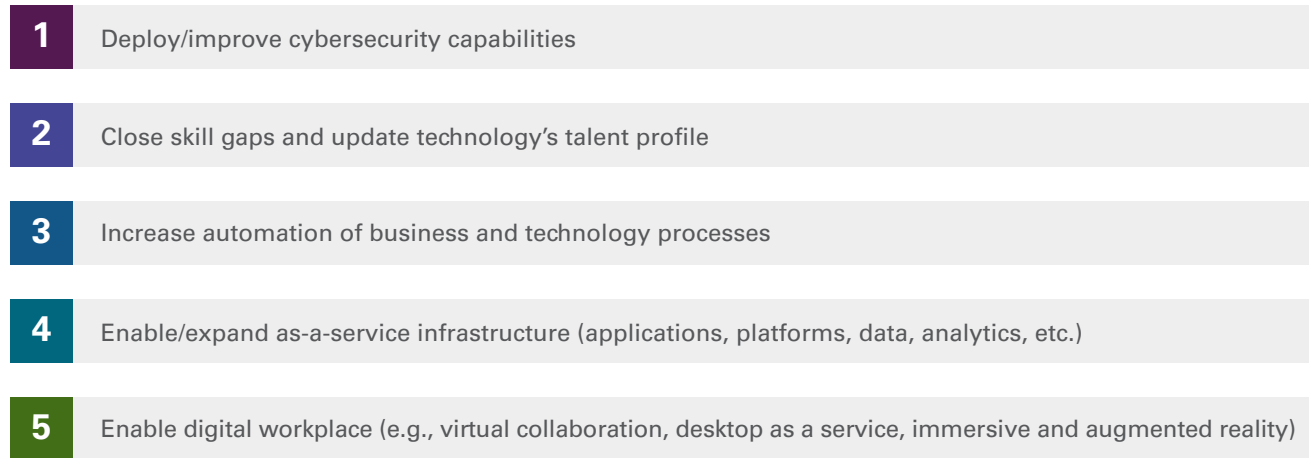 1 Deploy/improve cybersecurity capabilities
2 Close skill gaps and update technology’s talent profile
3 Increase automation of business and technology processes
4 Enable/expand as-a-service infrastructure (applications, platforms, data, analytics, etc.)
5 Enable digital workplace (e.g., virtual collaboration, desktop as a service, immersive and augmented reality)